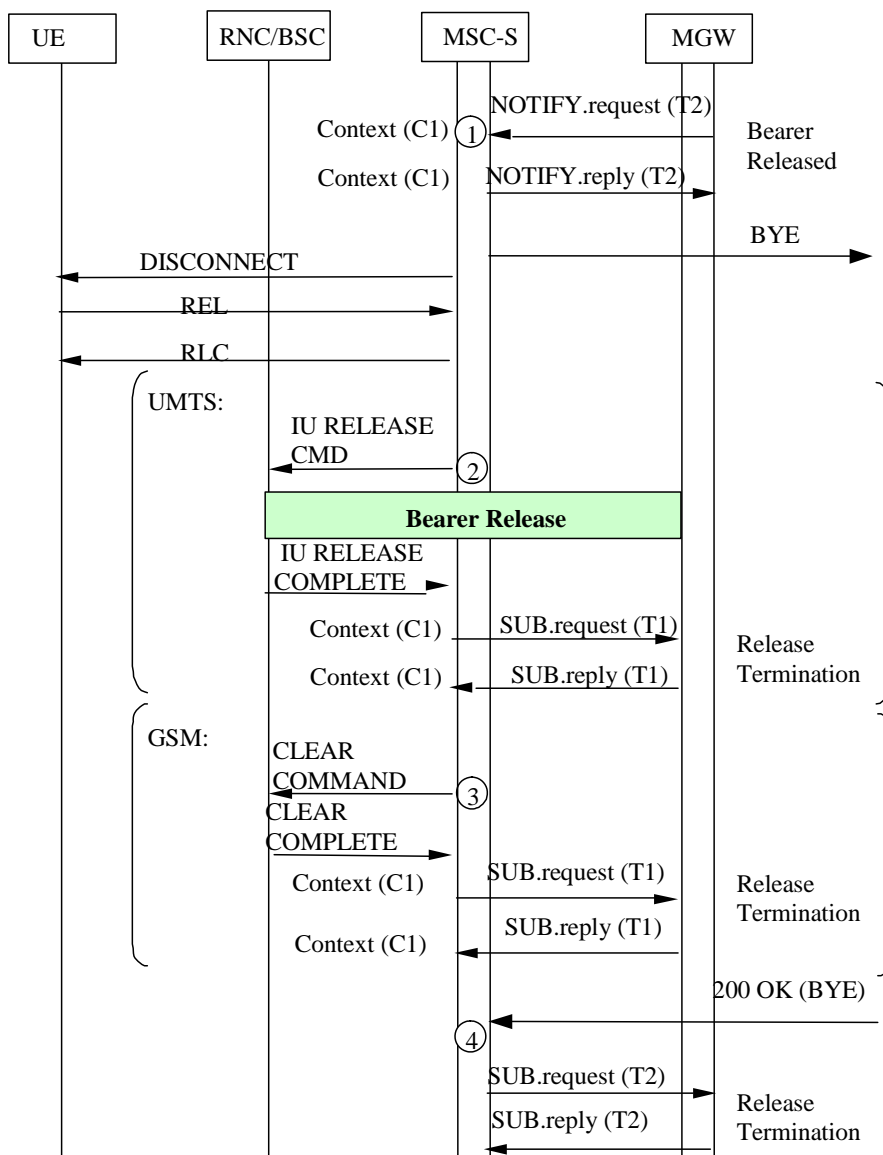 UE
RNC/BSC
MSC-S
MGW
NOTIFY.request (T2)
Context (C1)
1
Bearer
Released
Context (C1)
NOTIFY.reply (T2)
BYE
DISCONNECT
REL
RLC
UMTS:
IU RELEASE
CMD
2
Bearer Release
IU RELEASE
COMPLETE
Context (C1)
SUB.request (T1)
Release
Termination
Context (C1)
SUB.reply (T1)
GSM:
CLEAR
COMMAND
3
CLEAR
COMPLETE
Context (C1)
SUB.request (T1)
Release
Termination
Context (C1)
SUB.reply (T1)
200 OK (BYE)
4
SUB.request (T2)
Release
Termination
SUB.reply (T2)